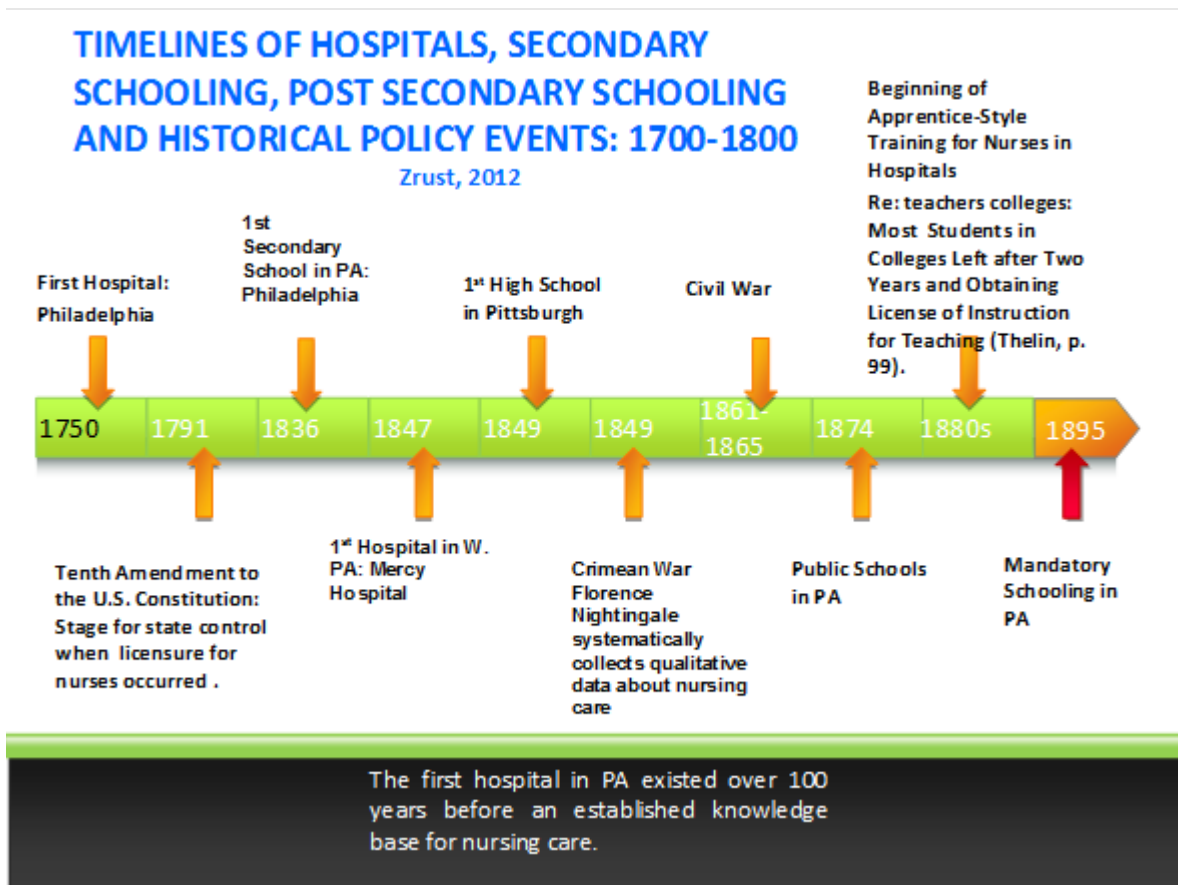 TIMELINES OF HOSPITALS, SECONDARY
SCHOOLING, POST SECONDARY SCHOOLING
AND HISTORICAL POLICY EVENTS: 1700-1800
Zrust, 2012
First Hospital:
Philadelphia
1st
Secondary
School in PA:
Philadelphia
1st High School
in Pittsburgh
Civil War
Beginning of
Apprentice-Style
Training for Nurses in
Hospitals
Re: teachers colleges:
Most Students in
Colleges Left after Two
Years and Obtaining
License of Instruction
for Teaching (Thelin, p.
99).
1750
1791
1836
1847
1849
1849
1861-
1865
1874
1880s
1895
Tenth Amendment to
the U.S. Constitution:
Stage for state control
when licensure for
nurses occurred .
1st Hospital in W.
PA: Mercy
Hospital
Crimean War
Florence
Nightingale
systematically
collects qualitative
data about nursing
care
Public Schools
in PA
Mandatory
Schooling in
PA
The first hospital in PA existed over 100
years before an established knowledge
base for nursing care.